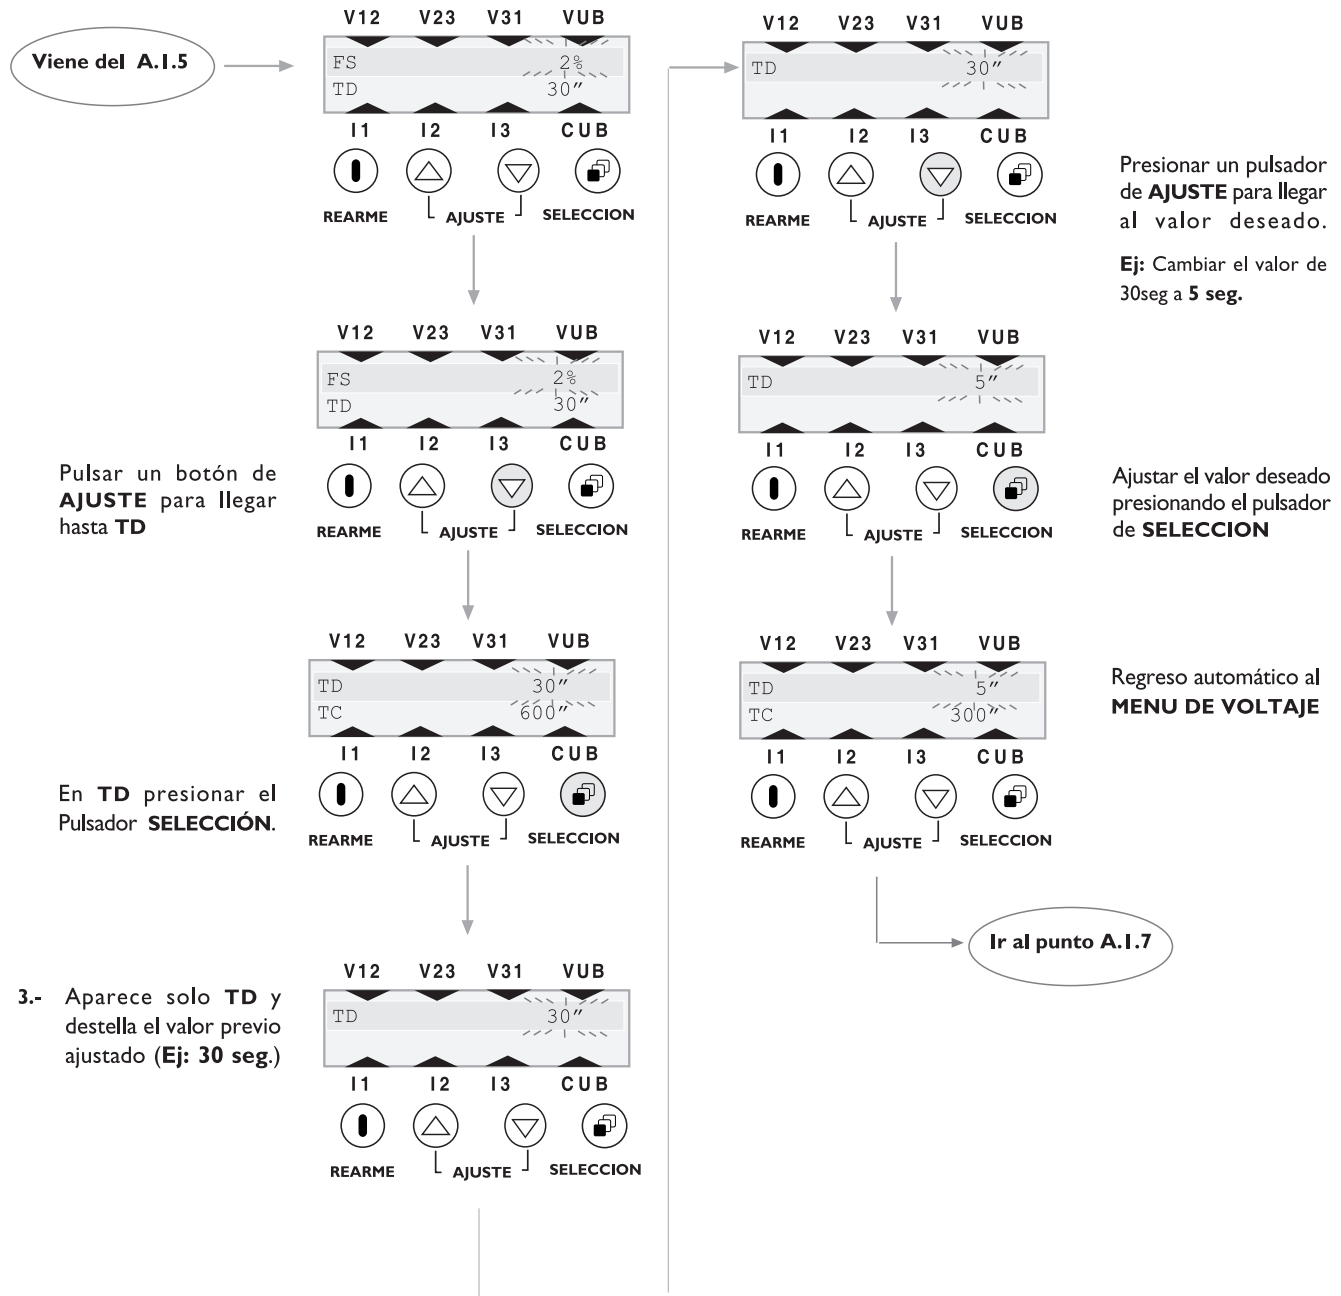 Viene del A.1.5
V12 V23 V31 VUB
FS 2%
TD 30"
I1 I2 I3 CUB
REARME AJUSTE SELECCION
Pulsar un botón de
AJUSTE para llegar
hasta TD
V12 V23 V31 VUB
FS 2%
TD 30"
I1 I2 I3 CUB
REARME AJUSTE SELECCION
En TD presionar el
Pulsador SELECCIÓN.
V12 V23 V31 VUB
TD 30"
TC 600"
I1 I2 I3 CUB
REARME AJUSTE SELECCION
3.- Aparece solo TD y
destella el valor previo
ajustado (Ej: 30 seg.)
V12 V23 V31 VUB
TD 30"
I1 I2 I3 CUB
REARME AJUSTE SELECCION
V12 V23 V31 VUB
TD 30"
I1 I2 I3 CUB
REARME AJUSTE SELECCION
Presionar un pulsador
de AJUSTE para llegar
al valor deseado.
Ej: Cambiar el valor de
30seg a 5 seg.
V12 V23 V31 VUB
TD 5"
I1 I2 I3 CUB
REARME AJUSTE SELECCION
Ajustar el valor deseado
presionando el pulsador
de SELECCION
V12 V23 V31 VUB
TD 5"
TC 300"
I1 I2 I3 CUB
REARME AJUSTE SELECCION
Regreso automático al
MENU DE VOLTAJE
Ir al punto A.1.7